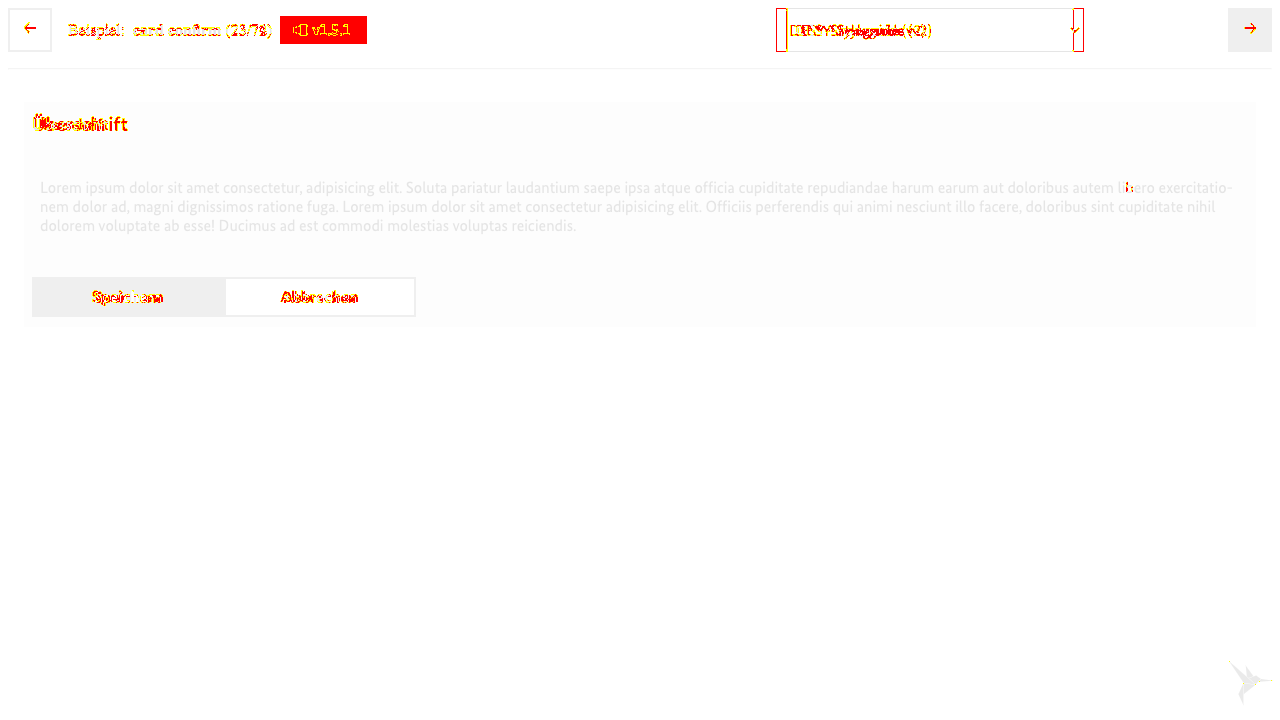 Beispiel: card confirm (23/79)
v1.5.1
Überschrift
Lorem ipsum dolor sit amet consectetur, adipisicing elit. Soluta pariatur laudantium saepe ipsa atque officia cupiditate repudiandae harum earum aut doloribus autem libero exercitatio-
nem dolor ad, magni dignissimos ratione fuga. Lorem ipsum dolor sit amet consectetur adipisicing elit. Officiis perferendis qui animi nesciunt illo facere, doloribus sint cupiditate nihil
dolorem voluptate ab esse! Ducimus ad est commodi molestias voluptas reiciendis.
Speichern
Abbrechen